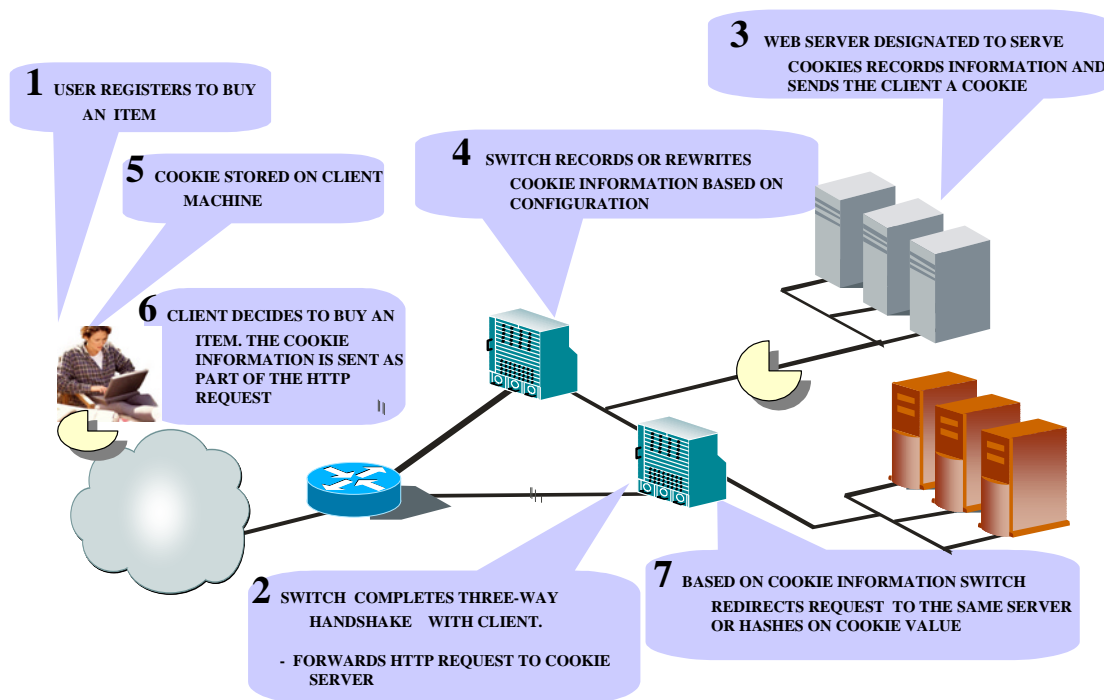 1 USER REGISTERS TO BUY
AN ITEM
5 COOKIE STORED ON CLIENT
MACHINE
3 WEB SERVER DESIGNATED TO SERVE
COOKIES RECORDS INFORMATION AND
SENDS THE CLIENT A COOKIE
4 SWITCH RECORDS OR REWRITES
COOKIE INFORMATION BASED ON
CONFIGURATION
6 CLIENT DECIDES TO BUY AN
ITEM. THE COOKIE
INFORMATION IS SENT AS
PART OF THE HTTP
REQUEST
2 SWITCH COMPLETES THREE-WAY
HANDSHAKE WITH CLIENT.
- FORWARDS HTTP REQUEST TO COOKIE
SERVER
7 BASED ON COOKIE INFORMATION SWITCH
REDIRECTS REQUEST TO THE SAME SERVER
OR HASHES ON COOKIE VALUE